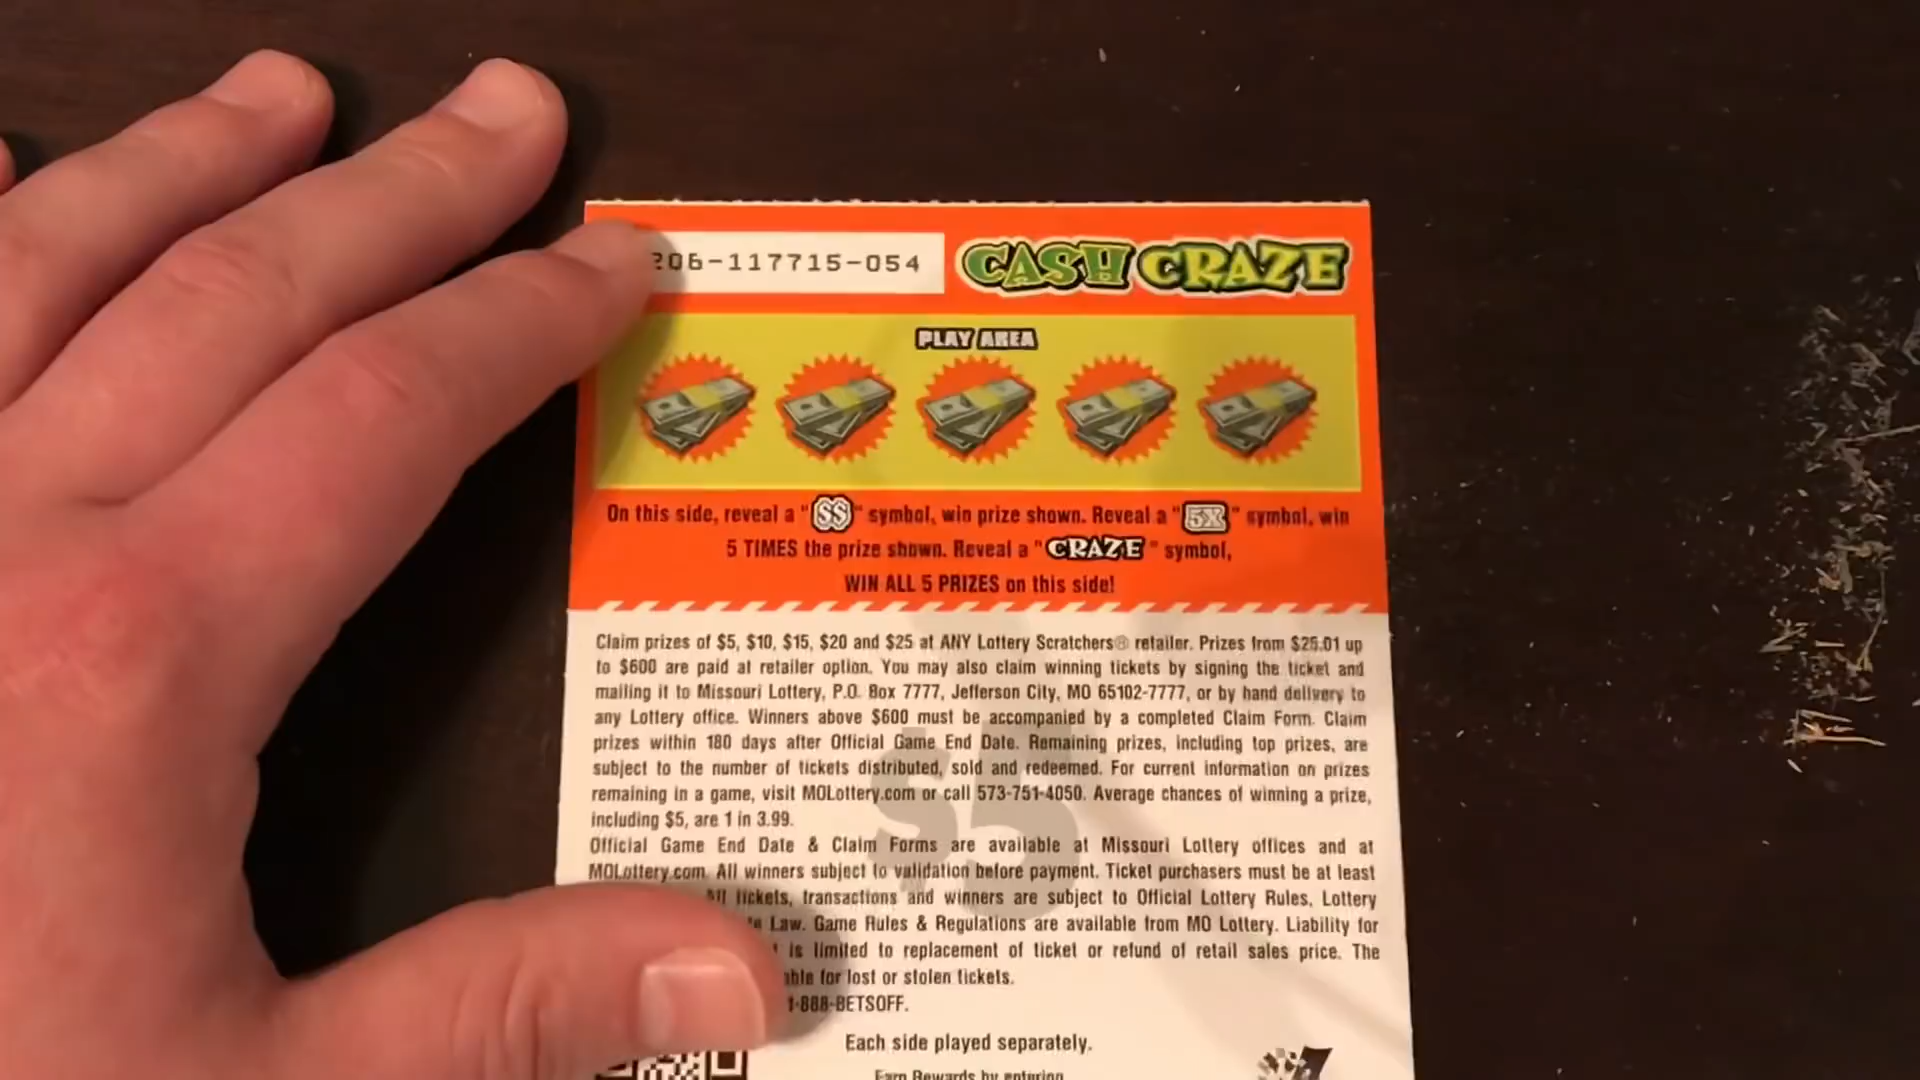 206-117715-054
CASH CRAZE
PLAY AREA
On this side, reveal a "$$" symbol, win prize shown. Reveal a "5X" symbol, win
5 TIMES the prize shown. Reveal a "CRAZE" symbol,
WIN ALL 5 PRIZES on this side!
Claim prizes of $5, $10, $15, $20 and $25 at ANY Lottery Scratchers® retailer. Prizes from $25.01 up
to $600 are paid at retailer option. You may also claim winning tickets by signing the ticket and
mailing it to Missouri Lottery, P.O. Box 7777, Jefferson City, MO 65102-7777, or by hand delivery to
any Lottery office. Winners above $600 must be accompanied by a completed Claim Form. Claim
prizes within 180 days after Official Game End Date. Remaining prizes, including top prizes, are
subject to the number of tickets distributed, sold and redeemed. For current information on prizes
remaining in a game, visit MOLottery.com or call 573-751-4050. Average chances of winning a prize,
including $5, are 1 in 3.99.
$5
Official Game End Date & Claim Forms are available at Missouri Lottery offices and at
MOLottery.com. All winners subject to validation before payment. Ticket purchasers must be at least
All tickets, transactions and winners are subject to Official Lottery Rules, Lottery
Law. Game Rules & Regulations are available from MO Lottery. Liability for
is limited to replacement of ticket or refund of retail sales price. The
for lost or stolen tickets.
1-888-BETSOFF.
Each side played separately.
Earn Rewards by entering